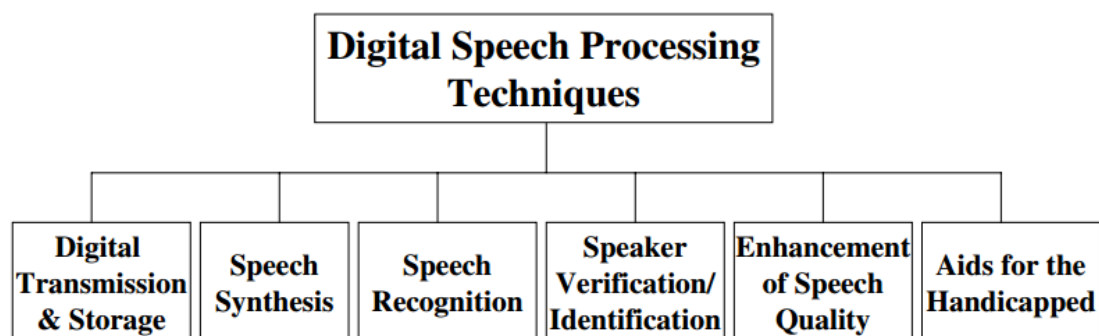 Digital Speech Processing
Techniques
Digital
Transmission
& Storage
Speech
Synthesis
Speech
Recognition
Speaker
Verification/
Identification
Enhancement
of Speech
Quality
Aids for the
Handicapped